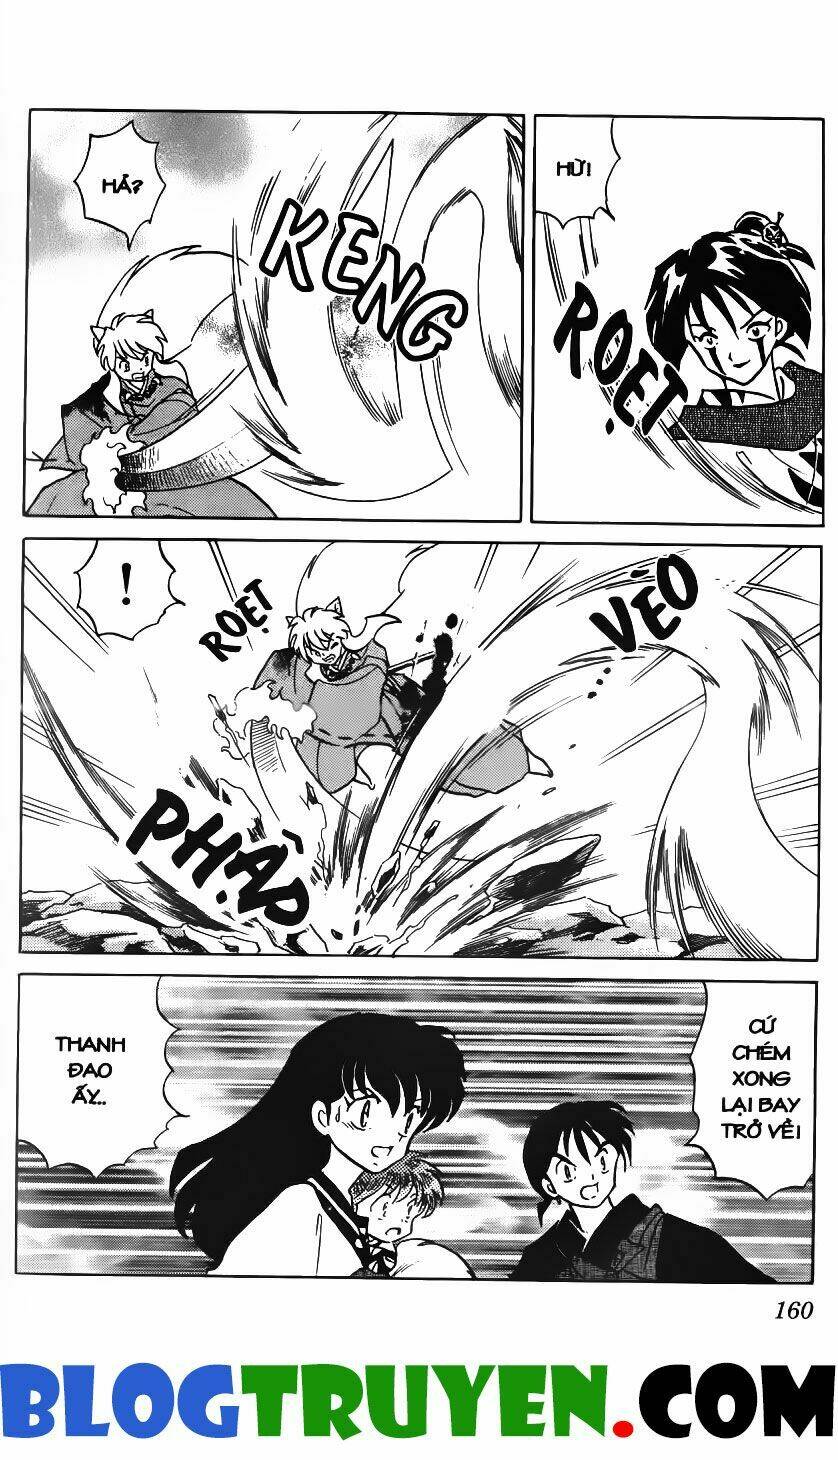 HẢ?
KENG
HỪ!
ROẸT
!
ROẸT
VÈO
PHẬP
THANH
ĐAO
ẤY..
CỨ
CHÉM
XONG
LẠI BAY
TRỞ VỀ!
160
BLOGTRUYEN.COM